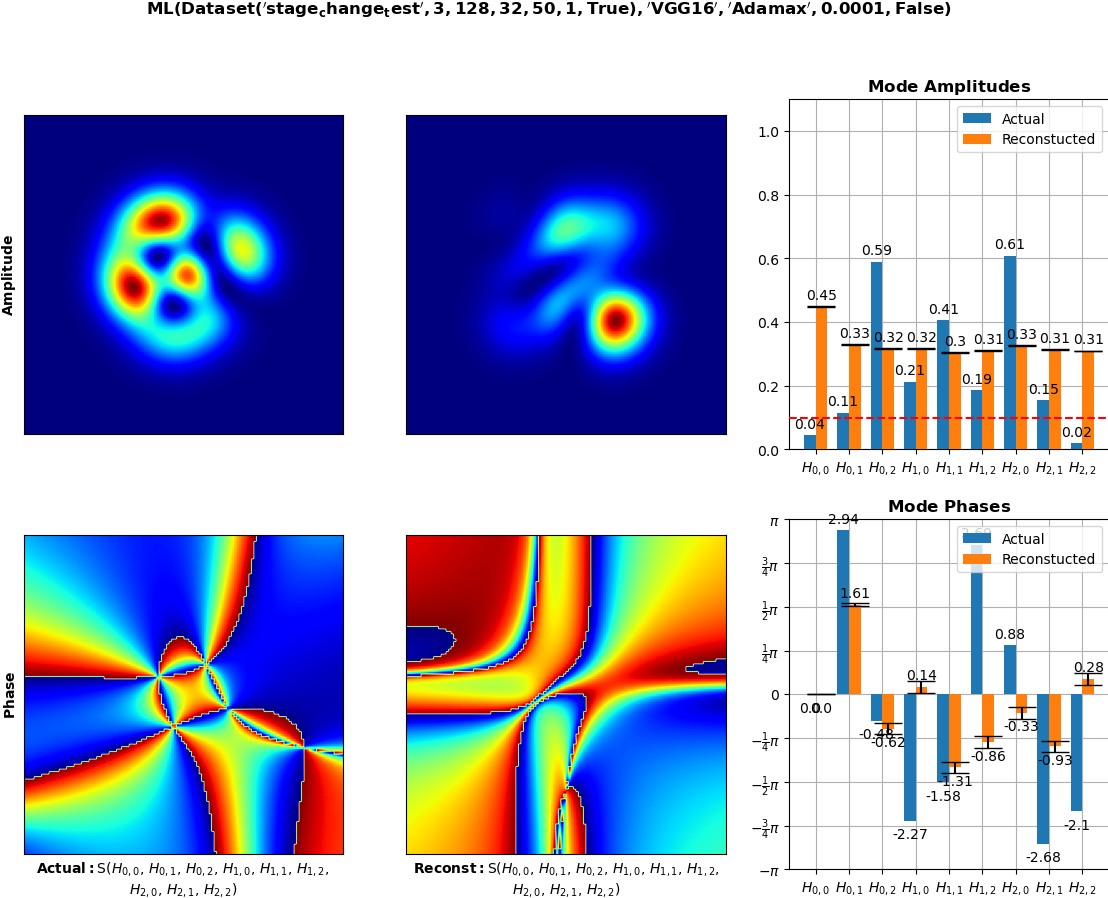 ML(Dataset('stage_change_test', 3, 128, 32, 50, 1, True), 'VGG16', 'Adamax', 0.0001, False)
Amplitude
Mode Amplitudes
Actual
Reconstucted
1.0
0.8
0.6
0.4
0.2
0.0
0.04 0.45 0.11 0.33 0.59 0.32 0.21 0.32 0.41 0.3 0.19 0.31 0.61 0.33 0.15 0.31 0.02 0.31
H0,0 H0,1 H0,2 H1,0 H1,1 H1,2 H2,0 H2,1 H2,2
Phase
Actual: S(H0,0, H0,1, H0,2, H1,0, H1,1, H1,2,
H2,0, H2,1, H2,2)
Reconst: S(H0,0, H0,1, H0,2, H1,0, H1,1, H1,2,
H2,0, H2,1, H2,2)
Mode Phases
Actual
Reconstucted
π
3/4π
1/2π
1/4π
0
−1/4π
−1/2π
−3/4π
−π
0.0 0.0 2.94 1.61 -0.48 -0.62 -2.27 0.14 -1.58 -1.31 -0.86 0.88 -0.33 -2.68 -0.93 -2.1 0.28
H0,0 H0,1 H0,2 H1,0 H1,1 H1,2 H2,0 H2,1 H2,2